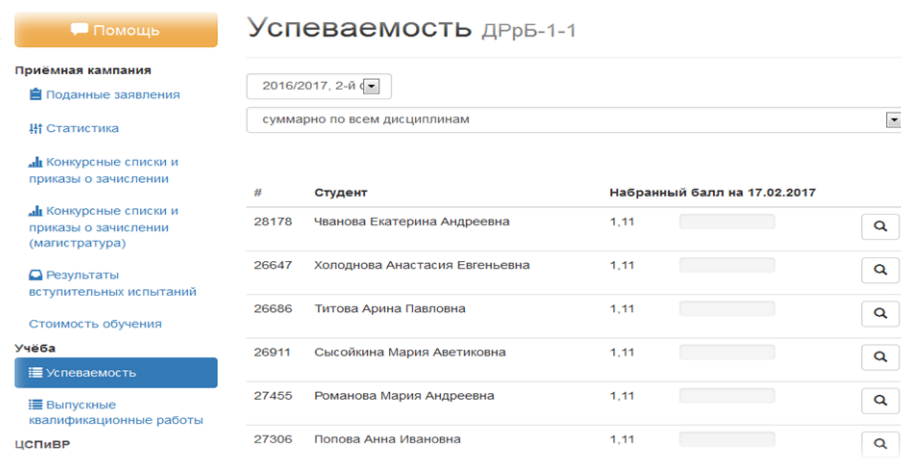 Помощь
Приёмная кампания
Поданные заявления
Статистика
Конкурсные списки и
приказы о зачислении
Конкурсные списки и
приказы о зачислении
(магистратура)
Результаты
вступительных испытаний
Стоимость обучения
Учёба
Успеваемость
Выпускные
квалификационные работы
ЦСПиВР
Успеваемость ДРрБ-1-1
2016/2017, 2-й с
суммарно по всем дисциплинам
# Студент Набранный балл на 17.02.2017
28178 Чванова Екатерина Андреевна 1,11
26647 Холоднова Анастасия Евгеньевна 1,11
26686 Титова Арина Павловна 1,11
26911 Сысойкина Мария Аветиковна 1,11
27455 Романова Мария Андреевна 1,11
27306 Попова Анна Ивановна 1,11